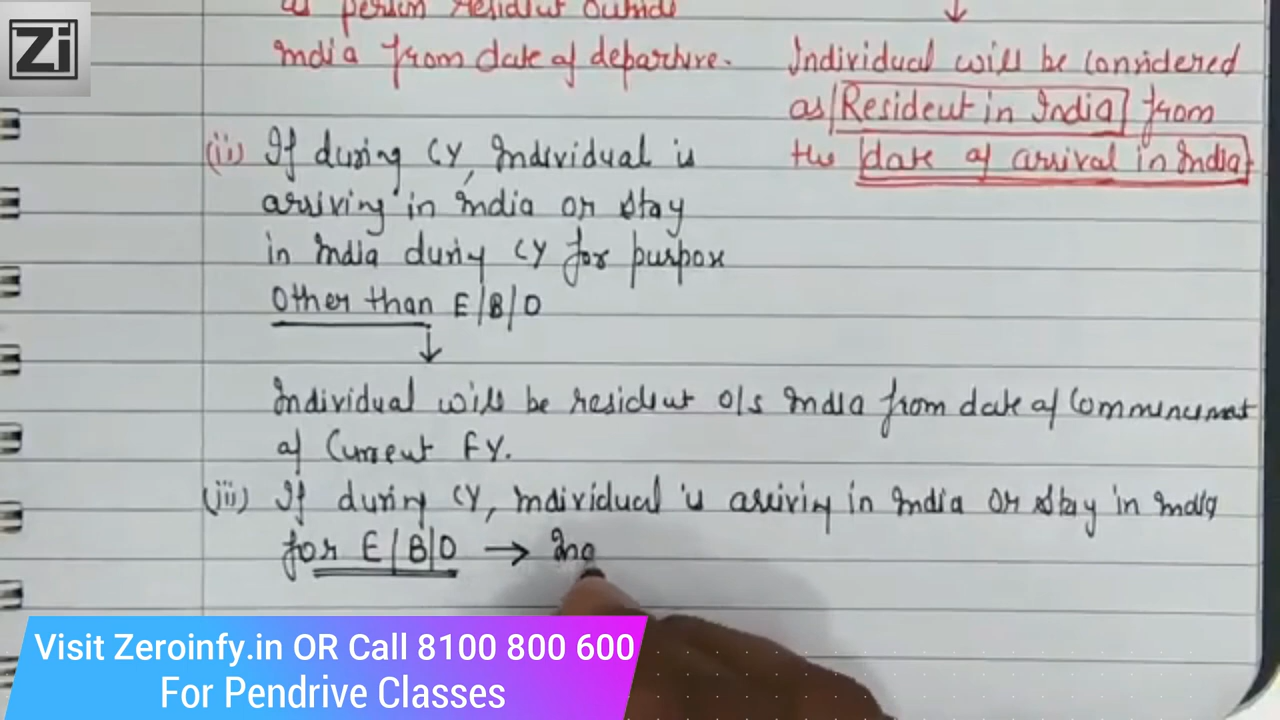 Zi
as person resident outside
India from date of departure.
↓
Individual will be considered
as Resident in India from
the date of arrival in India
(ii) If during CY, Individual is
arriving in India or stay
in India during CY for purpose
Other than E/B/O
↓
Individual will be resident o/s India from date of Commencement
of Current FY.
(iii) If during CY, individual is arriving in India or stay in India
for E/B/O → Ind
Visit Zeroinfy.in OR Call 8100 800 600
For Pendrive Classes